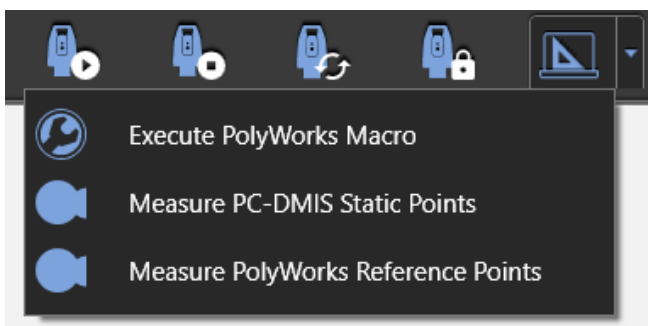 Execute PolyWorks Macro
Measure PC-DMIS Static Points
Measure PolyWorks Reference Points